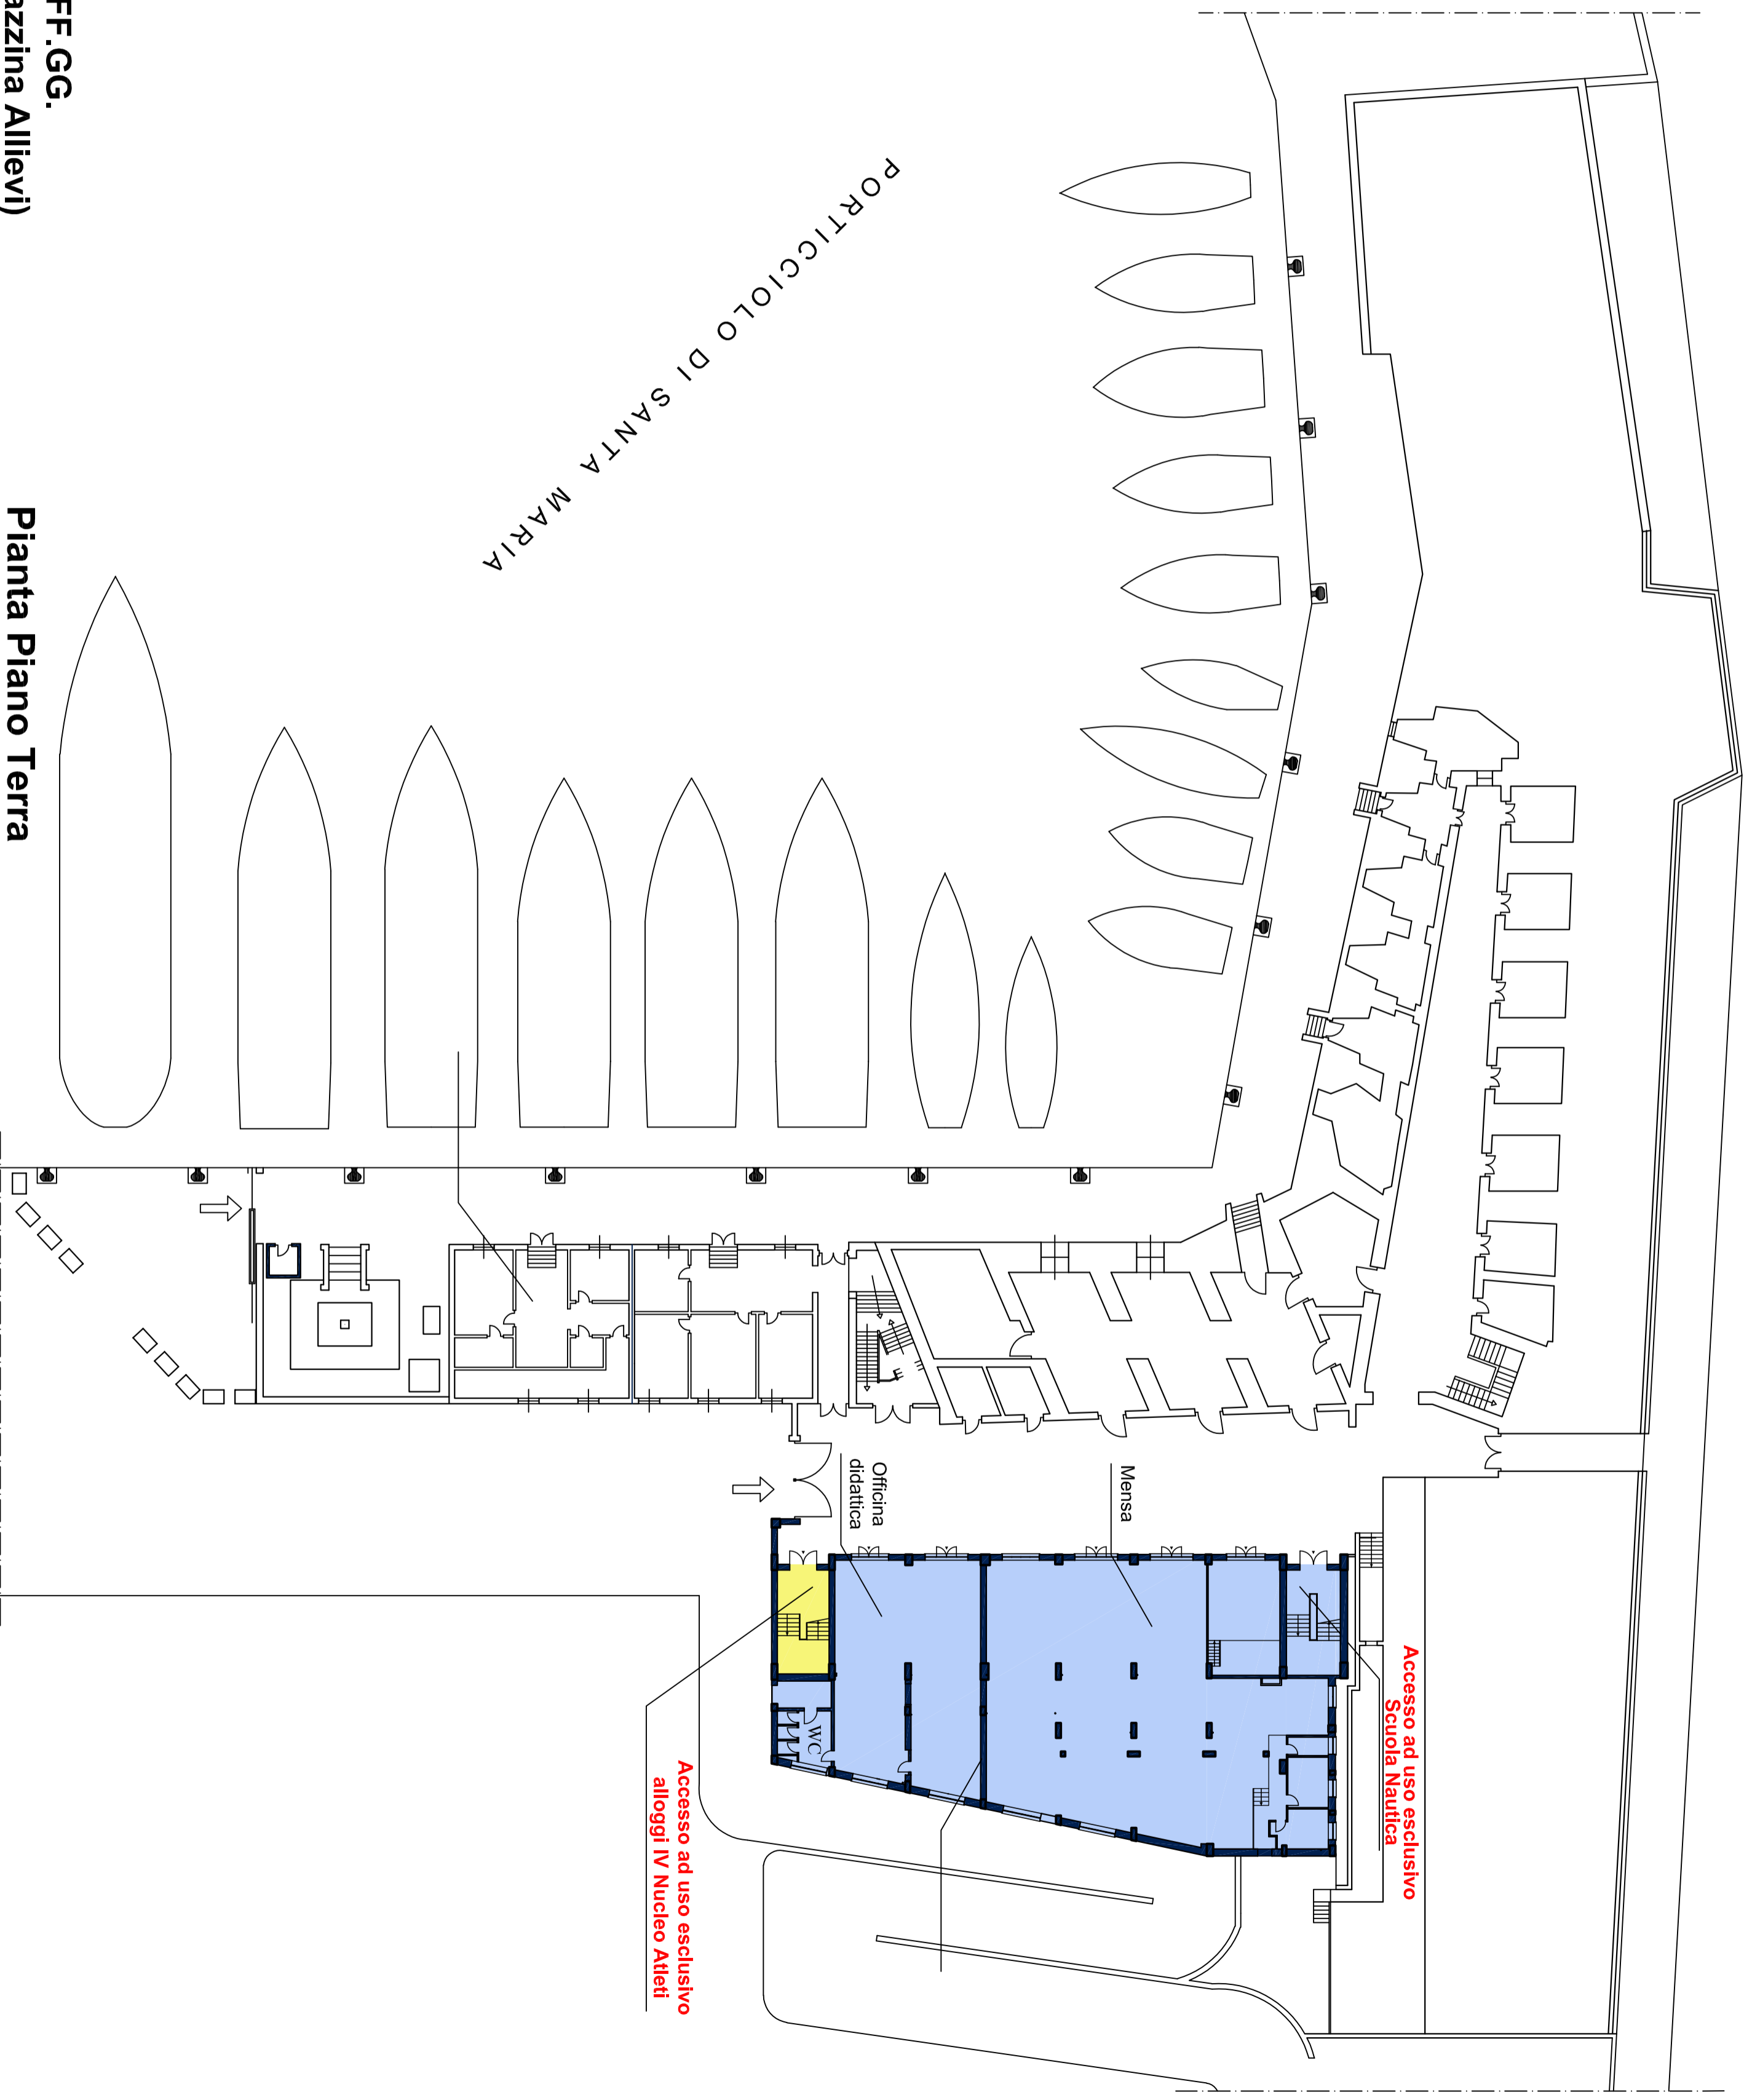 FF.GG.
azzina Allievi)
Pianta Piano Terra
PORTICCIOLO DI SANTA MARIA
Mensa
Officina
didattica
WC
Accesso ad uso esclusivo
Scuola Nautica
Accesso ad uso esclusivo
alloggi IV Nucleo Atleti